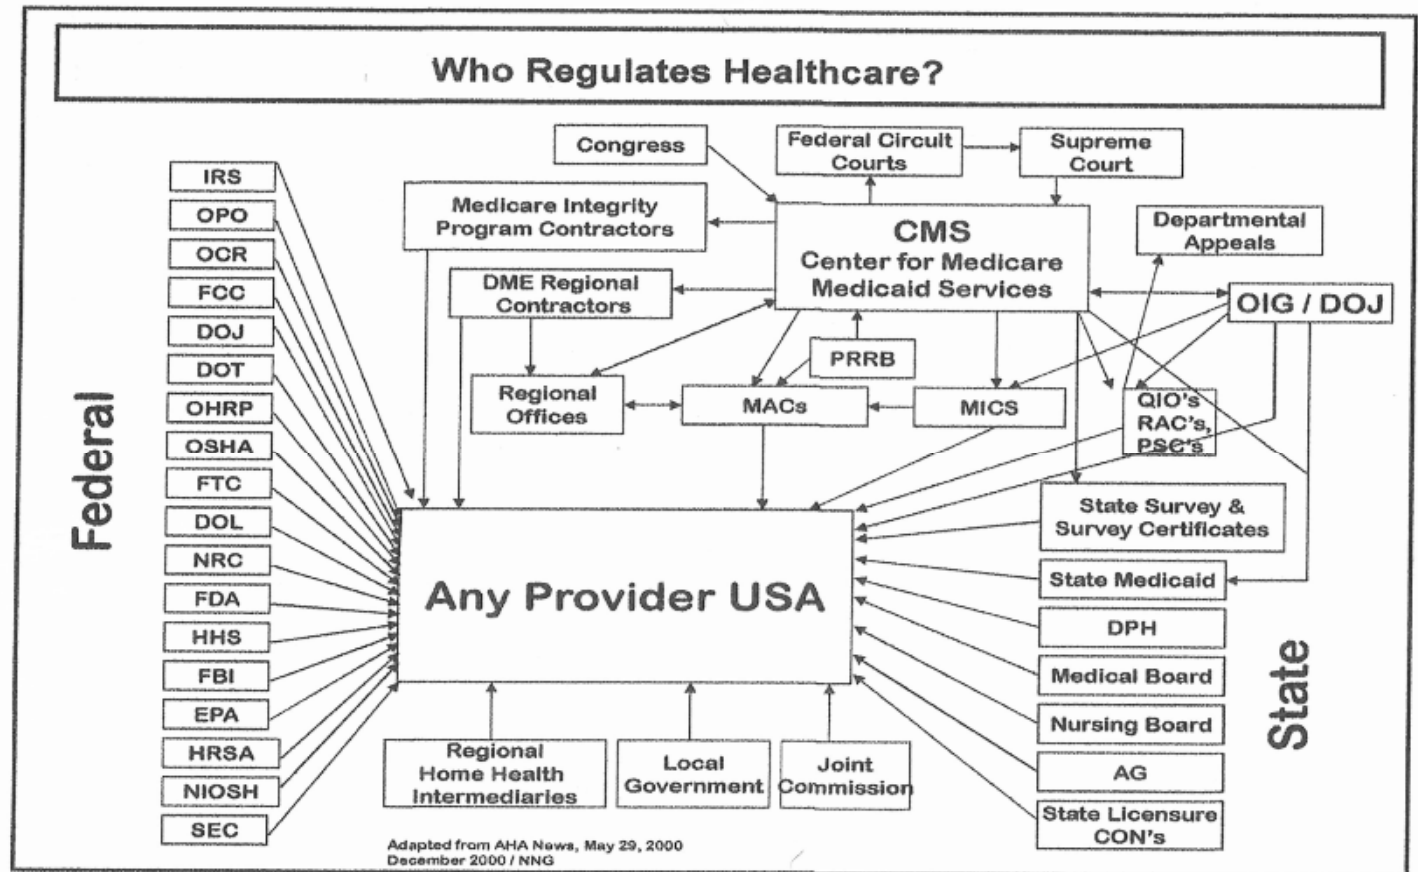 Who Regulates Healthcare?
Congress
Federal Circuit
Courts
Supreme
Court
IRS
OPO
OCR
FCC
DOJ
DOT
OHRP
OSHA
FTC
DOL
NRC
FDA
HHS
FBI
EPA
HRSA
NIOSH
SEC
Federal
Medicare Integrity
Program Contractors
CMS
Center for Medicare
Medicaid Services
Departmental
Appeals
DME Regional
Contractors
OIG / DOJ
PRRB
Regional
Offices
MACs
MICS
QIO's
RAC's,
PSC's
State Survey &
Survey Certificates
Any Provider USA
State Medicaid
DPH
Medical Board
Nursing Board
AG
State Licensure
CON's
State
Regional
Home Health
Intermediaries
Local
Government
Joint
Commission
Adapted from AHA News, May 29, 2000
December 2000 / NNG